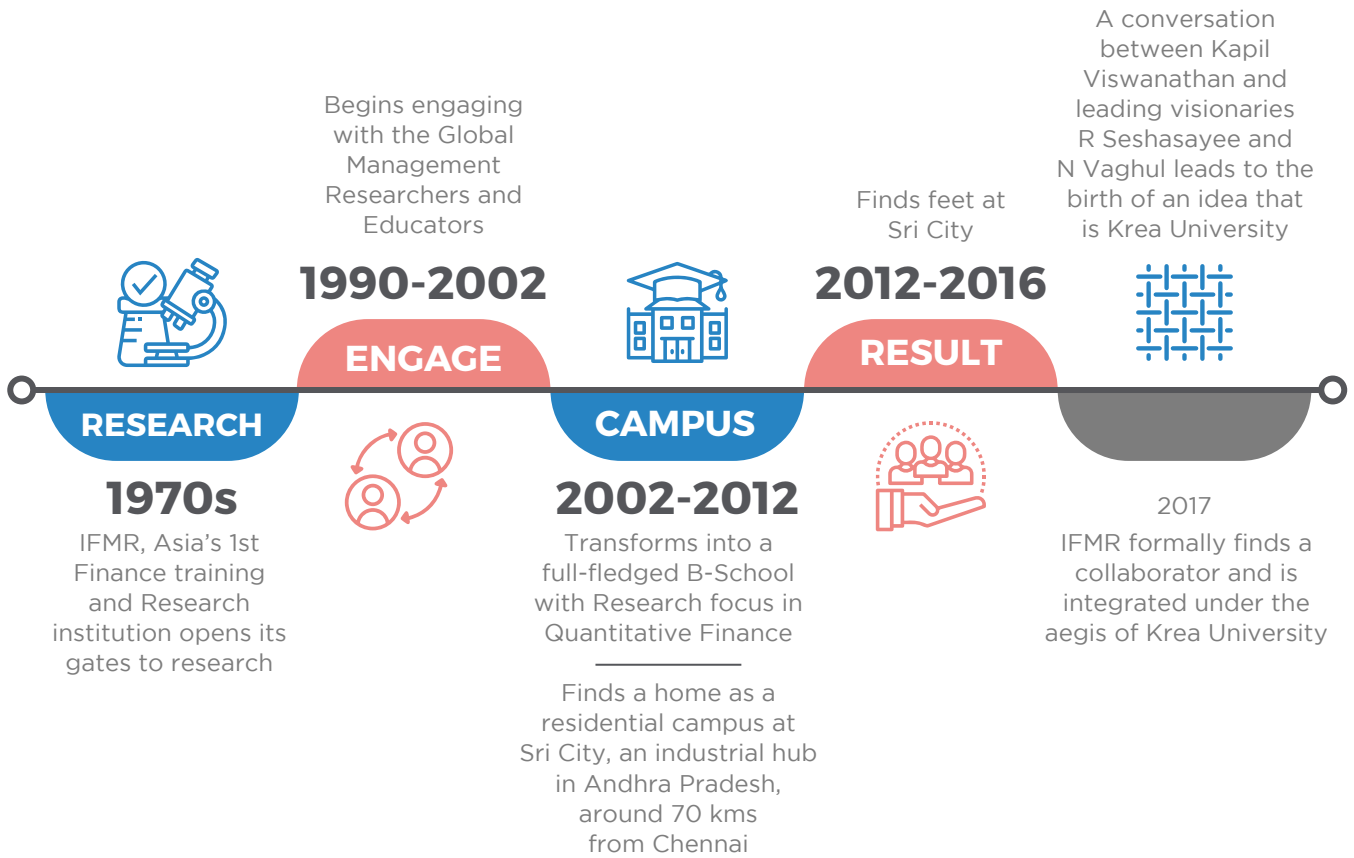 RESEARCH
1970s
IFMR, Asia's 1st
Finance training
and Research
institution opens its
gates to research
Begins engaging
with the Global
Management
Researchers and
Educators
1990-2002
ENGAGE
CAMPUS
2002-2012
Transforms into a
full-fledged B-School
with Research focus in
Quantitative Finance
Finds a home as a
residential campus at
Sri City, an industrial hub
in Andhra Pradesh,
around 70 kms
from Chennai
Finds feet at
Sri City
2012-2016
RESULT
A conversation
between Kapil
Viswanathan and
leading visionaries
R Seshasayee and
N Vaghul leads to the
birth of an idea that
is Krea University
2017
IFMR formally finds a
collaborator and is
integrated under the
aegis of Krea University